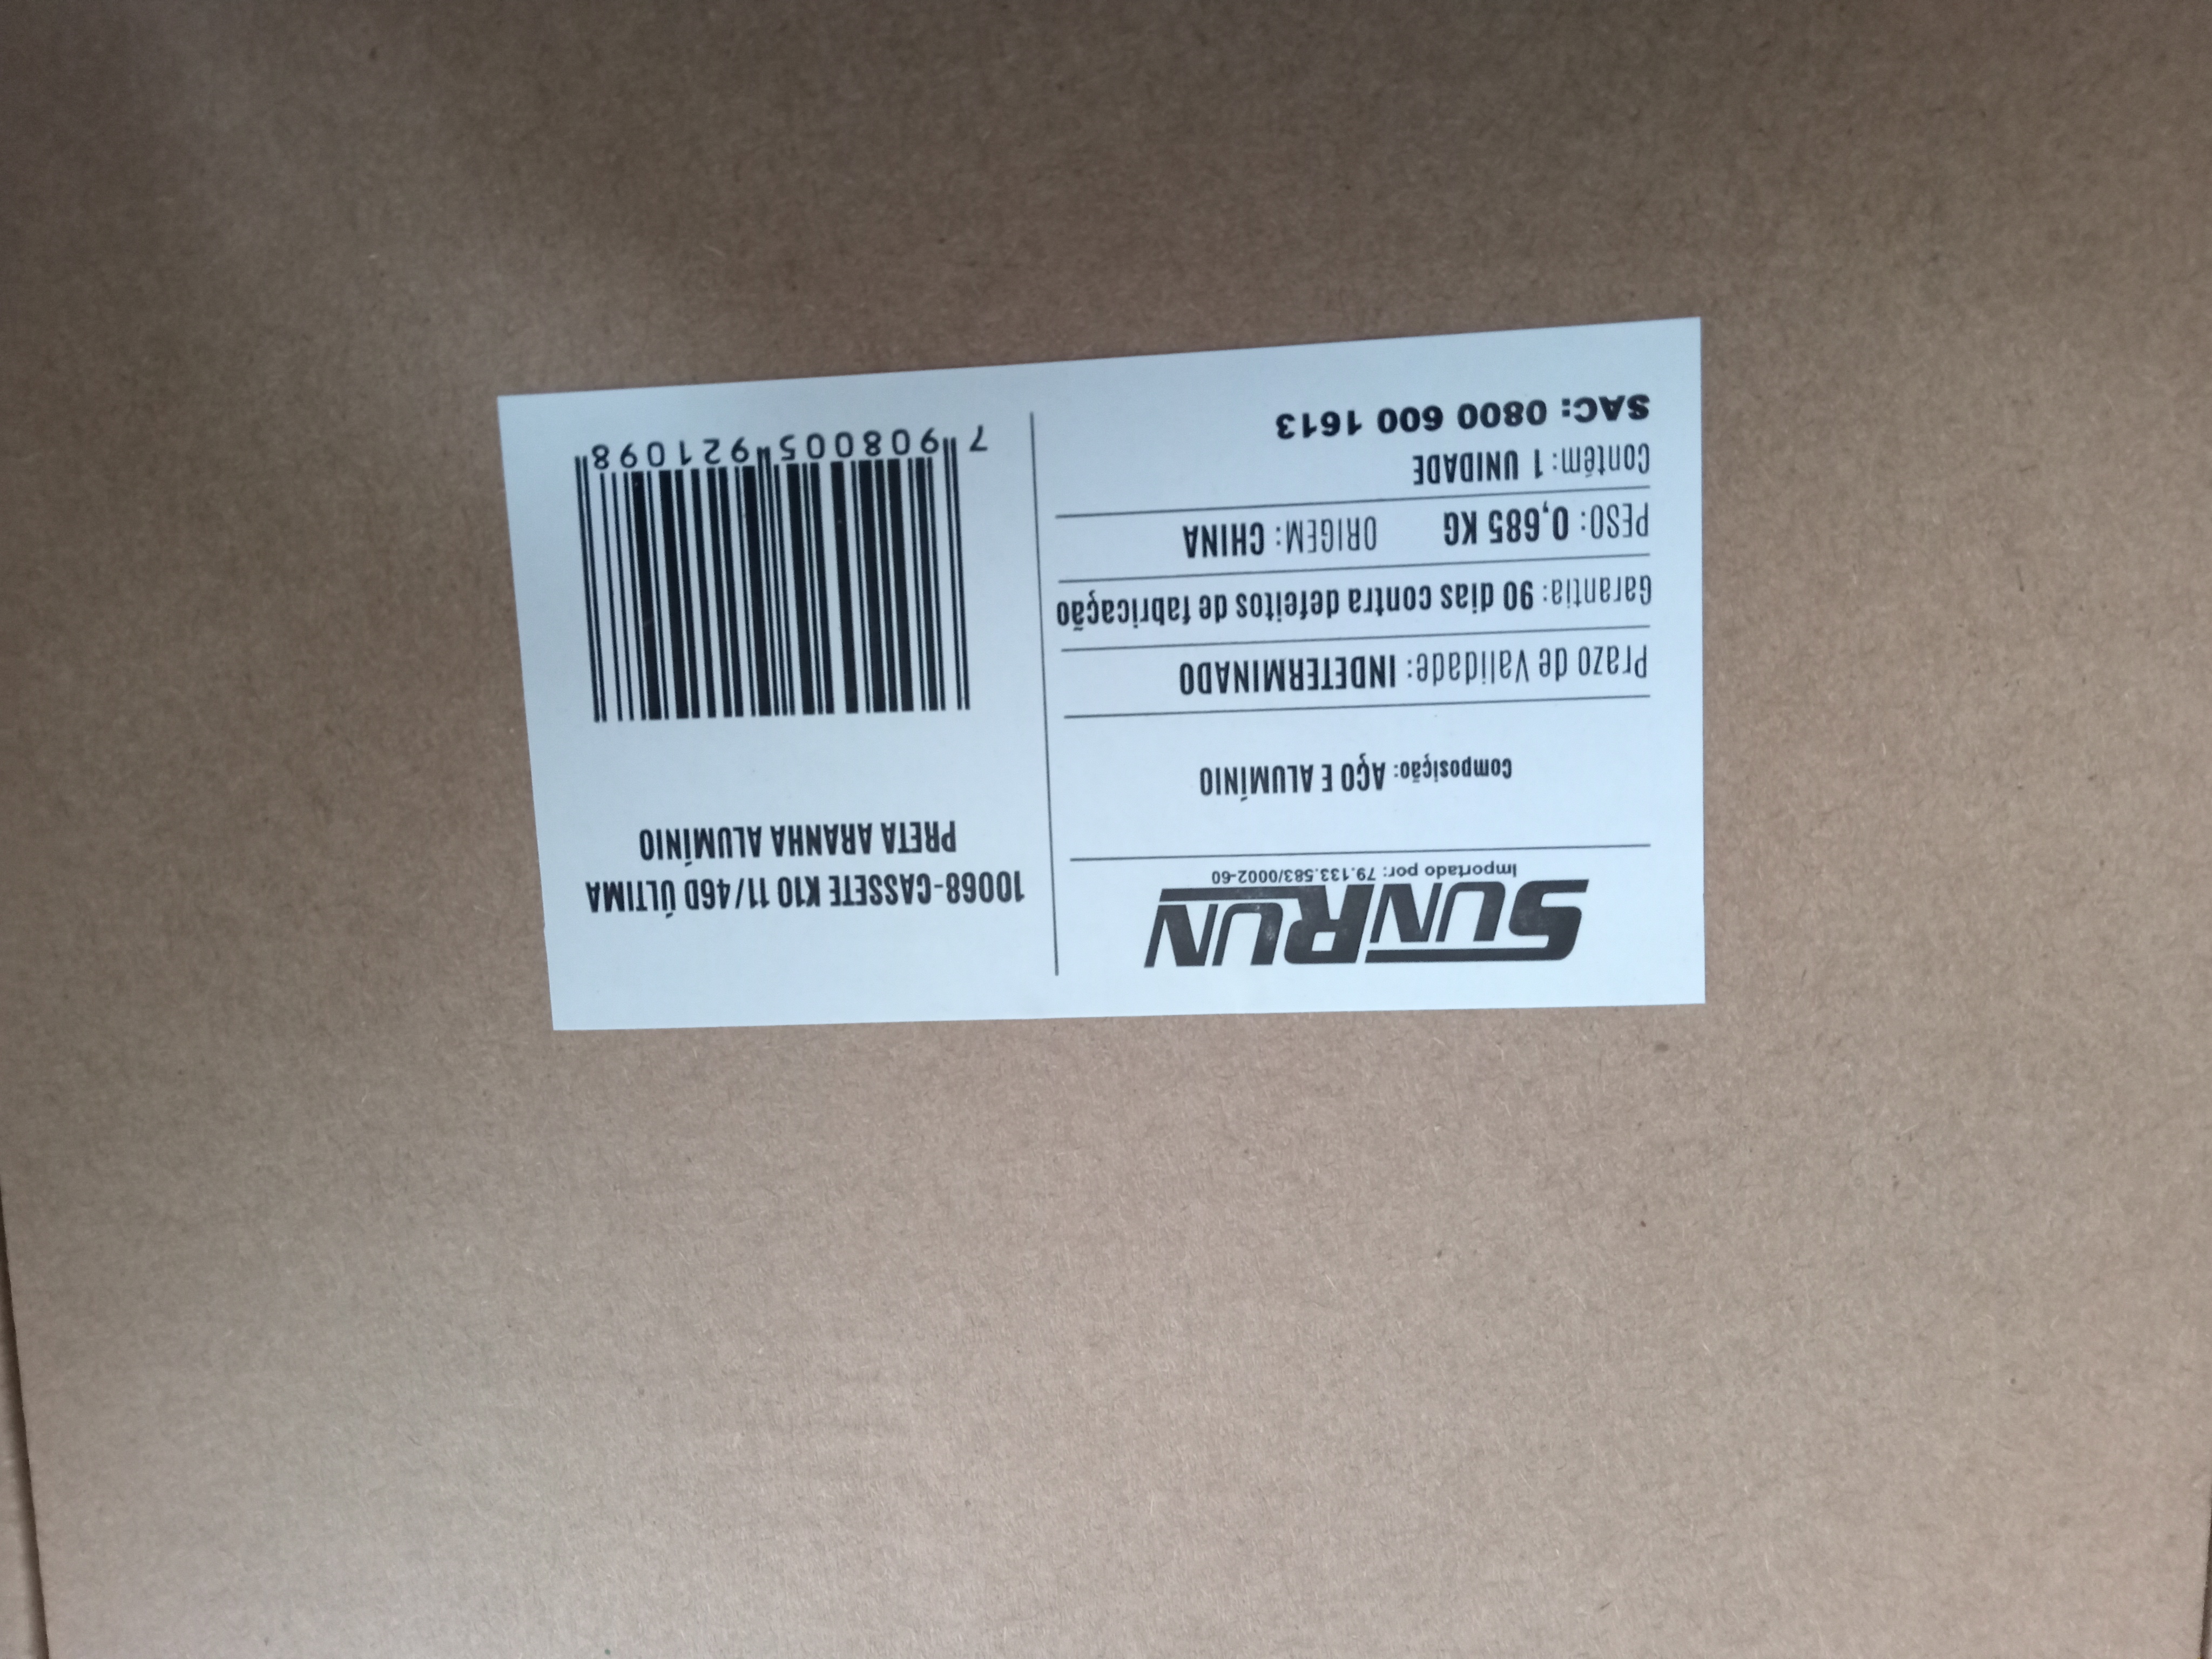 SUNRUN
Importado por: 79.133.583/0002-60
Composição: AÇO E ALUMÍNIO
Prazo de Validade: INDETERMINADO
Garantia: 90 dias contra defeitos de fabricação
PESO: 0,685 KG ORIGEM: CHINA
Contém: 1 UNIDADE
SAC: 0800 600 1613
10068-CASSETE K10 11/46D ÚLTIMA
PRETA ARANHA ALUMÍNIO
7 908005 921098